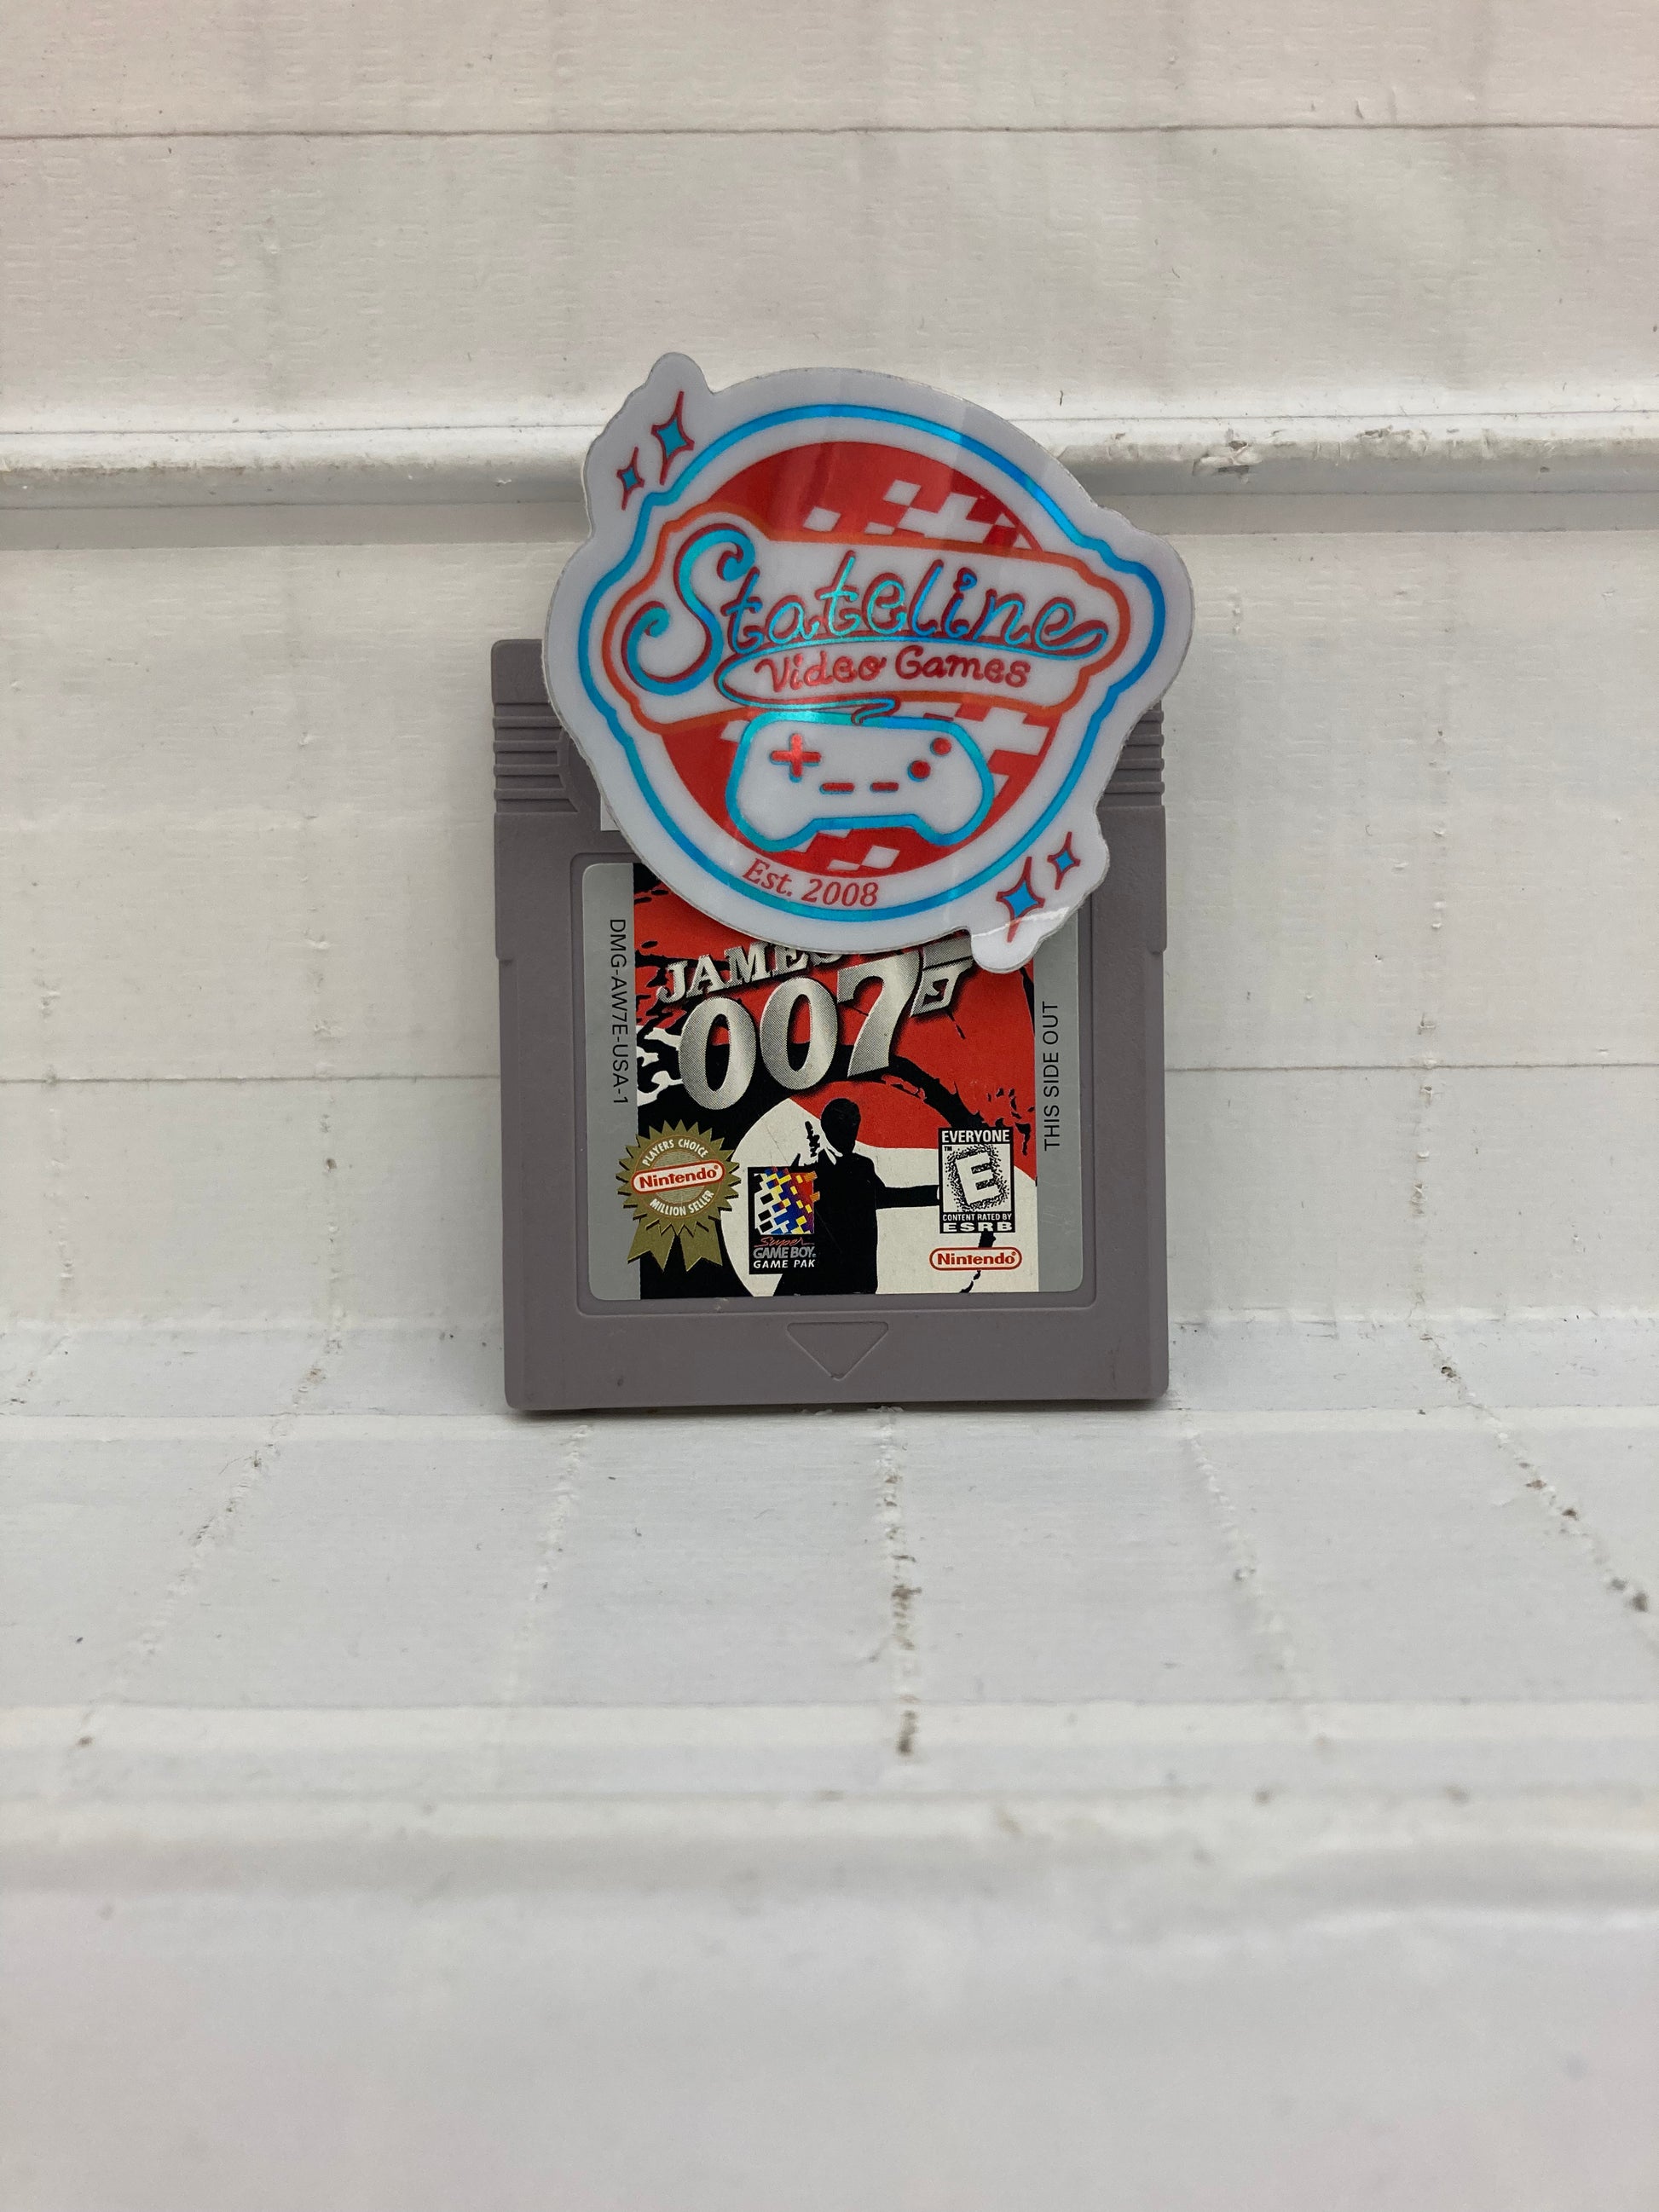 Stateline
Video Games
Est. 2008
JAMES
007
DMG-AW7E-USA-1
THIS SIDE OUT
PLAYERS CHOICE
Nintendo®
MILLION SELLER
Super
GAME BOY®
GAME PAK
EVERYONE
TM
E
CONTENT RATED BY
ESRB
Nintendo®